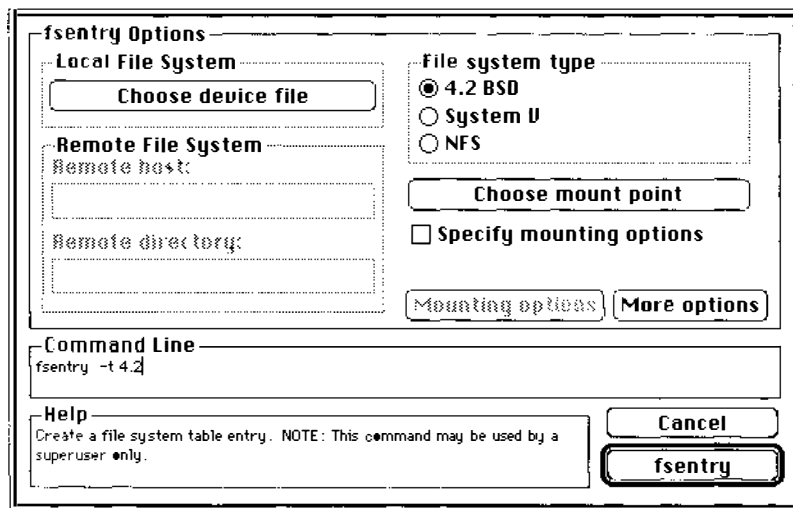 fsentry Options
Local File System
Choose device file
Remote File System
Remote host:
Remote directory:
File system type
4.2 BSD
System V
NFS
Choose mount point
Specify mounting options
Mounting options
More options
Command Line
fsentry -t 4.2
Help
Create a file system table entry. NOTE: This command may be used by a
superuser only.
Cancel
fsentry